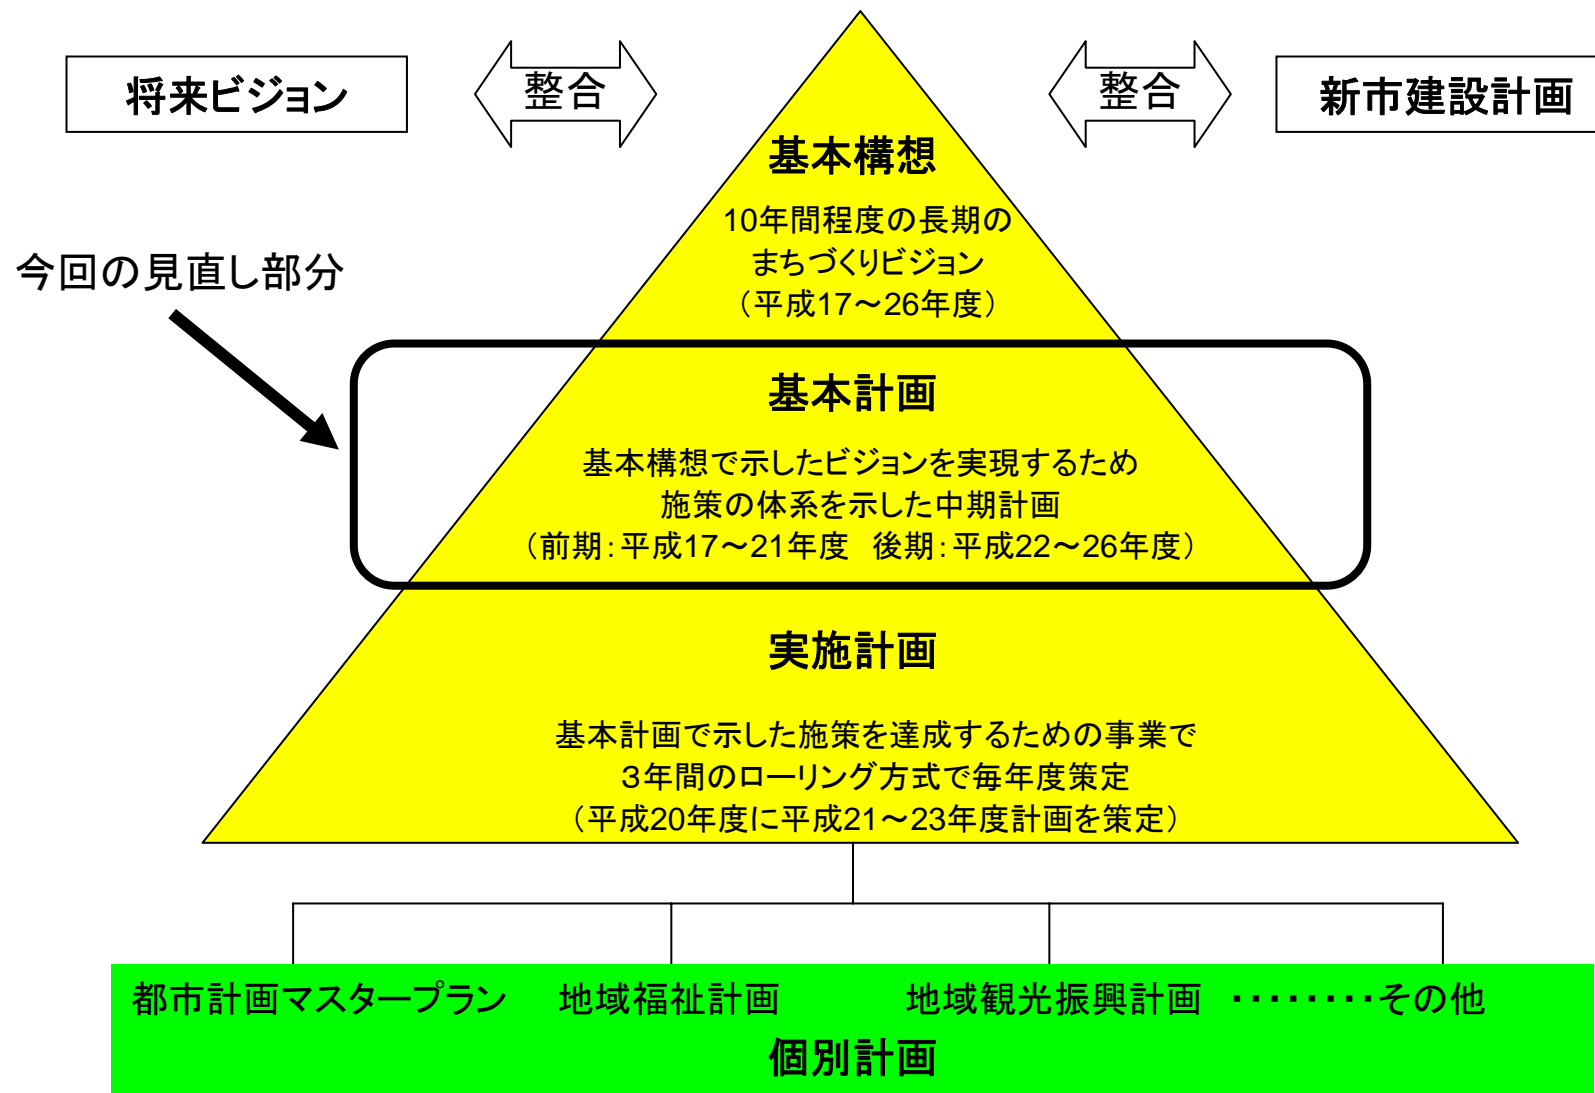 将来ビジョン
整合
整合
新市建設計画
基本構想
10年間程度の長期の
まちづくりビジョン
（平成17～26年度）
今回の見直し部分
基本計画
基本構想で示したビジョンを実現するため
施策の体系を示した中期計画
（前期：平成17～21年度　後期：平成22～26年度）
実施計画
基本計画で示した施策を達成するための事業で
３年間のローリング方式で毎年度策定
（平成20年度に平成21～23年度計画を策定）
都市計画マスタープラン　地域福祉計画　地域観光振興計画　・・・・・・・・その他
個別計画